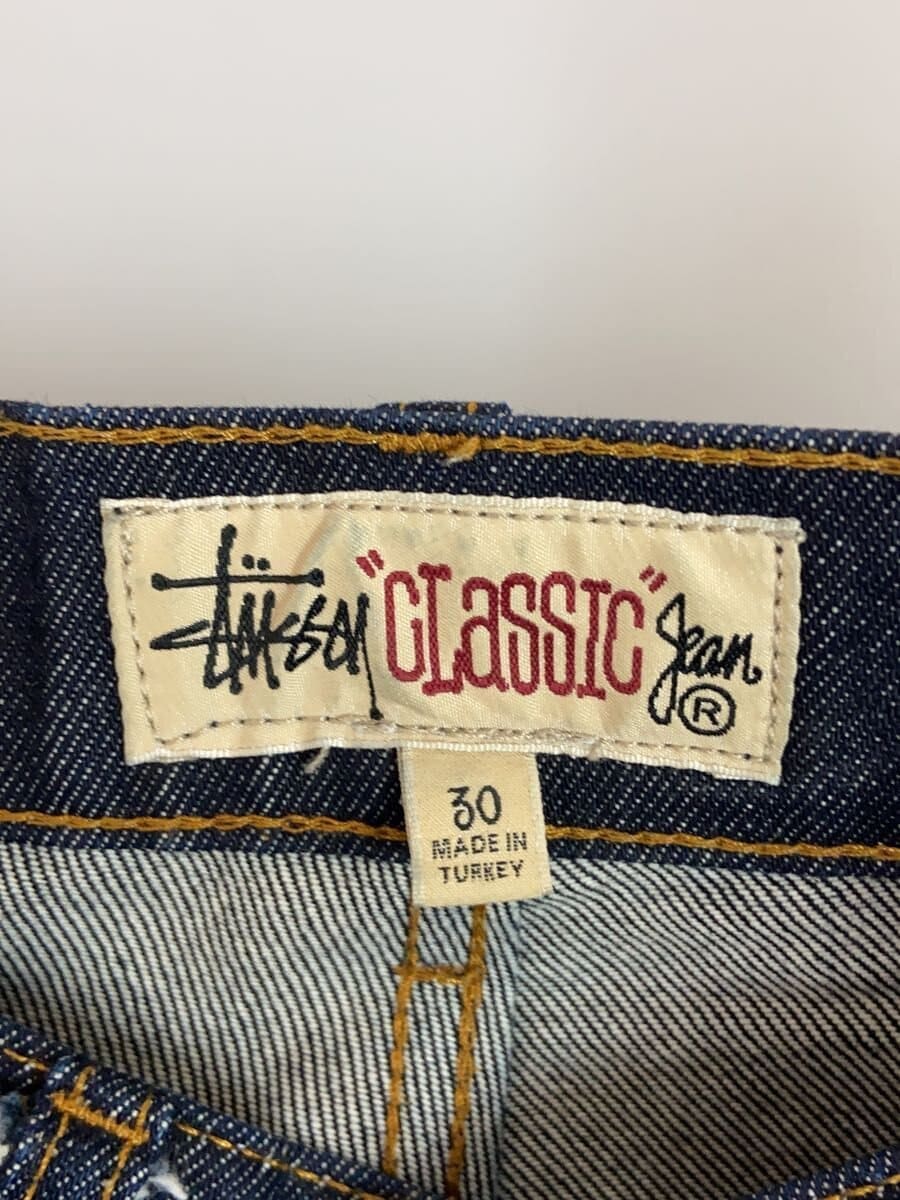 Stüssy "CLaSSIC" Jean ®
30
MADE IN
TURKEY